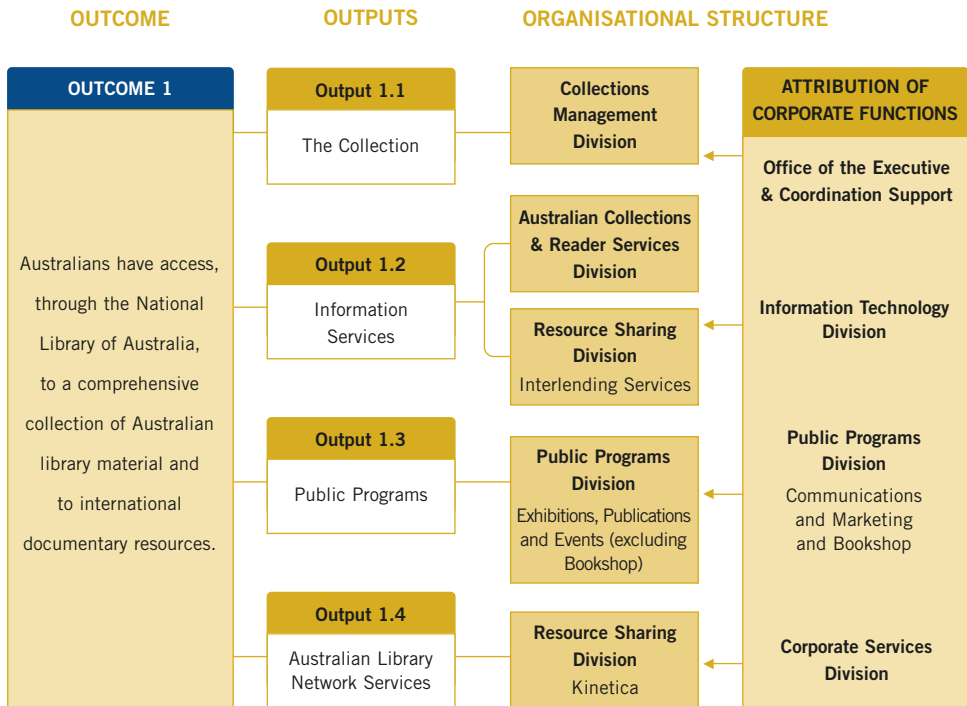 OUTCOME
OUTPUTS
ORGANISATIONAL STRUCTURE
OUTCOME 1
Australians have access,
through the National
Library of Australia,
to a comprehensive
collection of Australian
library material and
to international
documentary resources.
Output 1.1
The Collection
Output 1.2
Information
Services
Output 1.3
Public Programs
Output 1.4
Australian Library
Network Services
Collections
Management
Division
Australian Collections
& Reader Services
Division
Resource Sharing
Division
Interlending Services
Public Programs
Division
Exhibitions, Publications
and Events (excluding
Bookshop)
Resource Sharing
Division
Kinetica
ATTRIBUTION OF
CORPORATE FUNCTIONS
Office of the Executive
& Coordination Support
Information Technology
Division
Public Programs
Division
Communications
and Marketing
and Bookshop
Corporate Services
Division